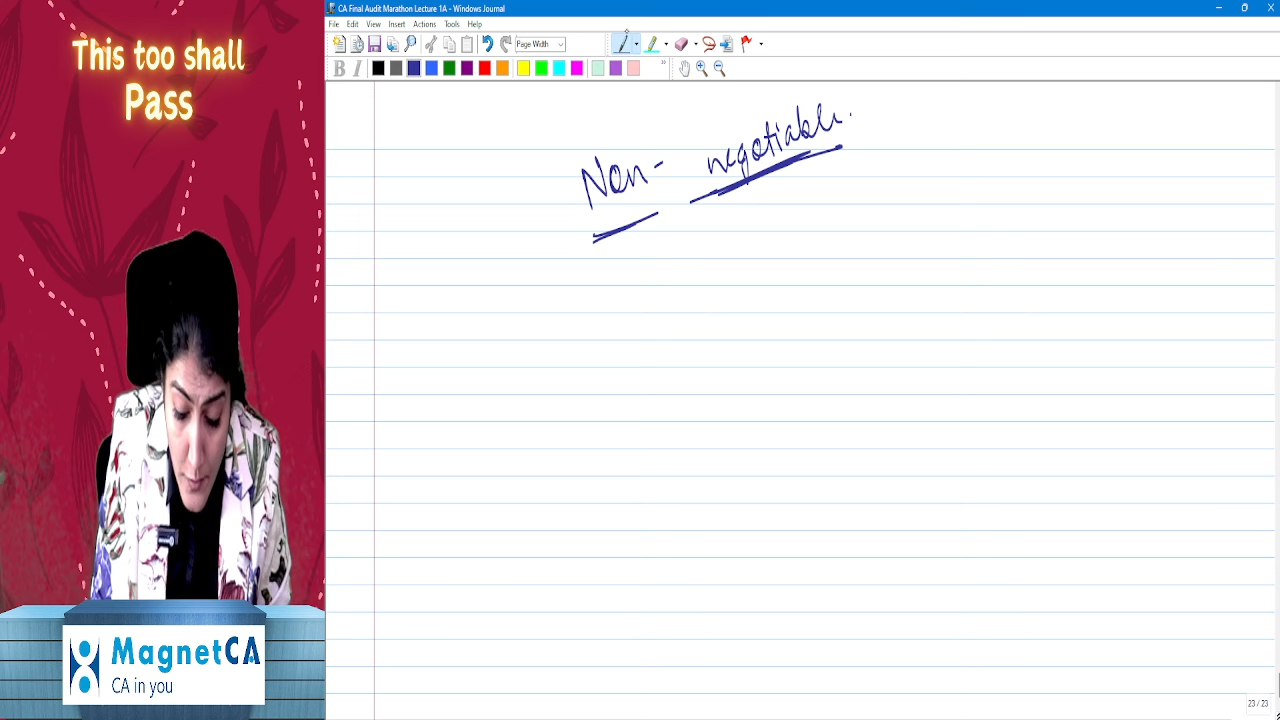 This too shall
Pass
MagnetCA
CA in you
CA Final Audit Marathon Lecture 1A - Windows Journal
File Edit View Insert Actions Tools Help
Page Width
B I
Non- negotiable.
23 / 23